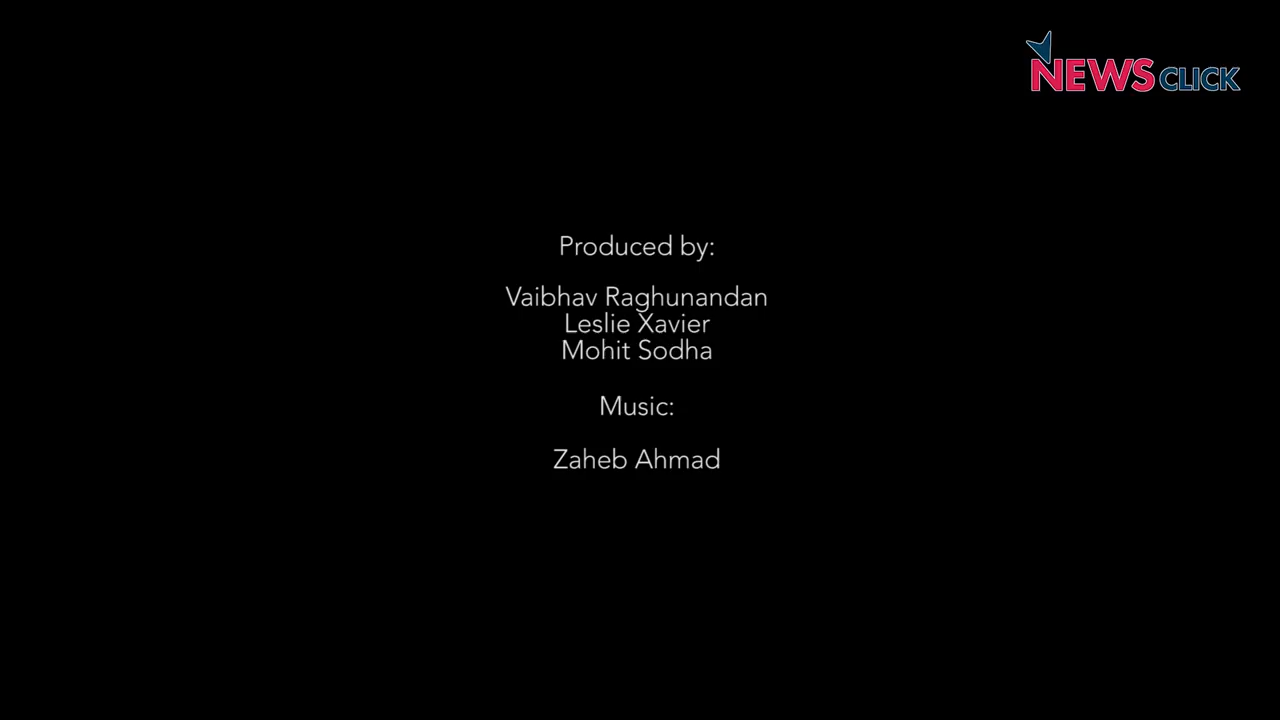 NEWSCLICK
Produced by:
Vaibhav Raghunandan
Leslie Xavier
Mohit Sodha
Music:
Zaheb Ahmad